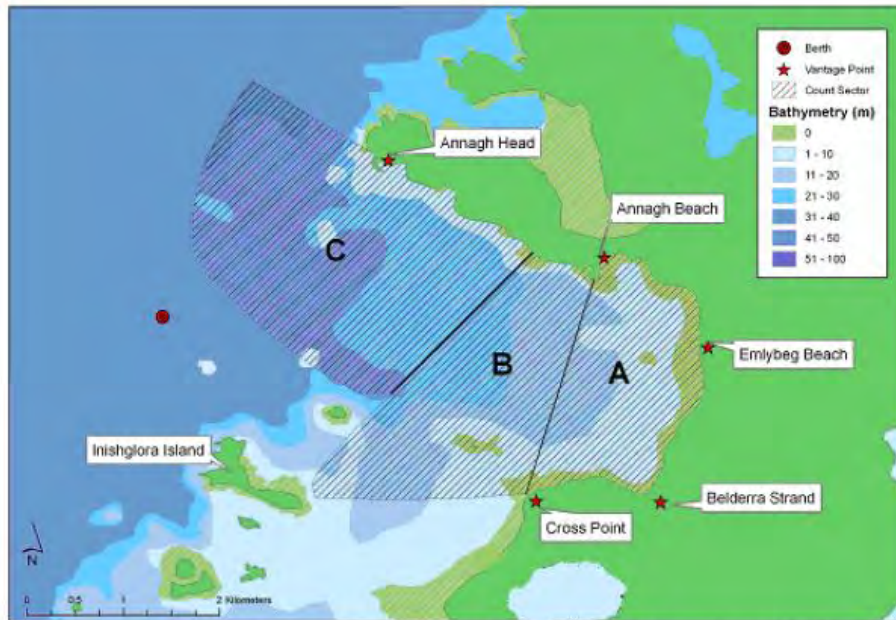 Berth
Vantage Point
Count Sector
Bathymetry (m)
0
1 - 10
11 - 20
21 - 30
31 - 40
41 - 50
51 - 100
Annagh Head
Annagh Beach
C
B
A
Emlybeg Beach
Inishglora Island
Belderra Strand
Cross Point
N
0 0.5 1 2 Kilometers